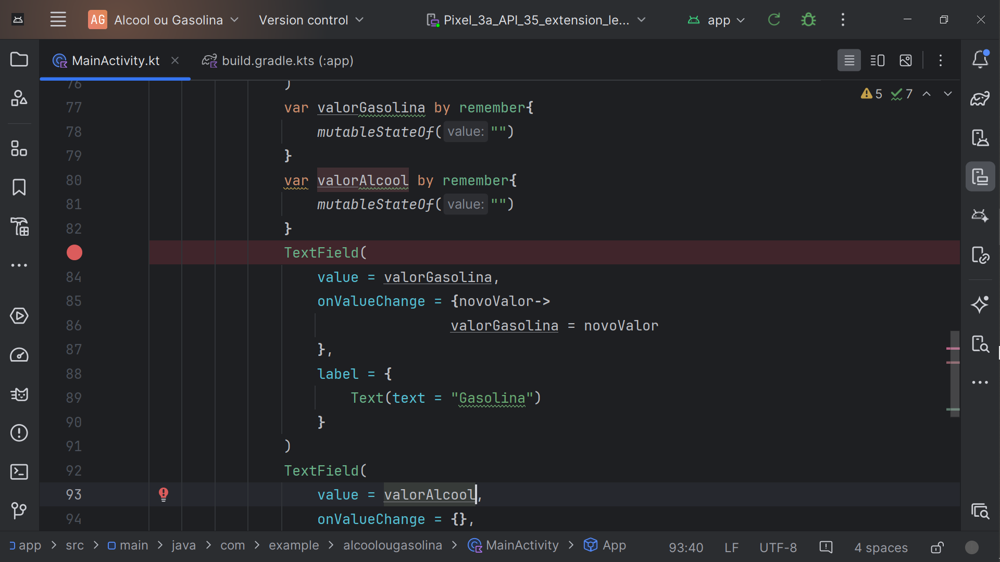 AG Alcool ou Gasolina Version control Pixel_3a_API_35_extension_le... app
MainActivity.kt build.gradle.kts (:app)
5 7
76 )
77 var valorGasolina by remember{
78 mutableStateOf( value: "")
79 }
80 var valorAlcool by remember{
81 mutableStateOf( value: "")
82 }
TextField(
84 value = valorGasolina,
85 onValueChange = {novoValor->
86 valorGasolina = novoValor
87 },
88 label = {
89 Text(text = "Gasolina")
90 }
91 )
92 TextField(
93 value = valorAlcool,
94 onValueChange = {},
app > src > main > java > com > example > alcoolougasolina > MainActivity > App 93:40 LF UTF-8 4 spaces